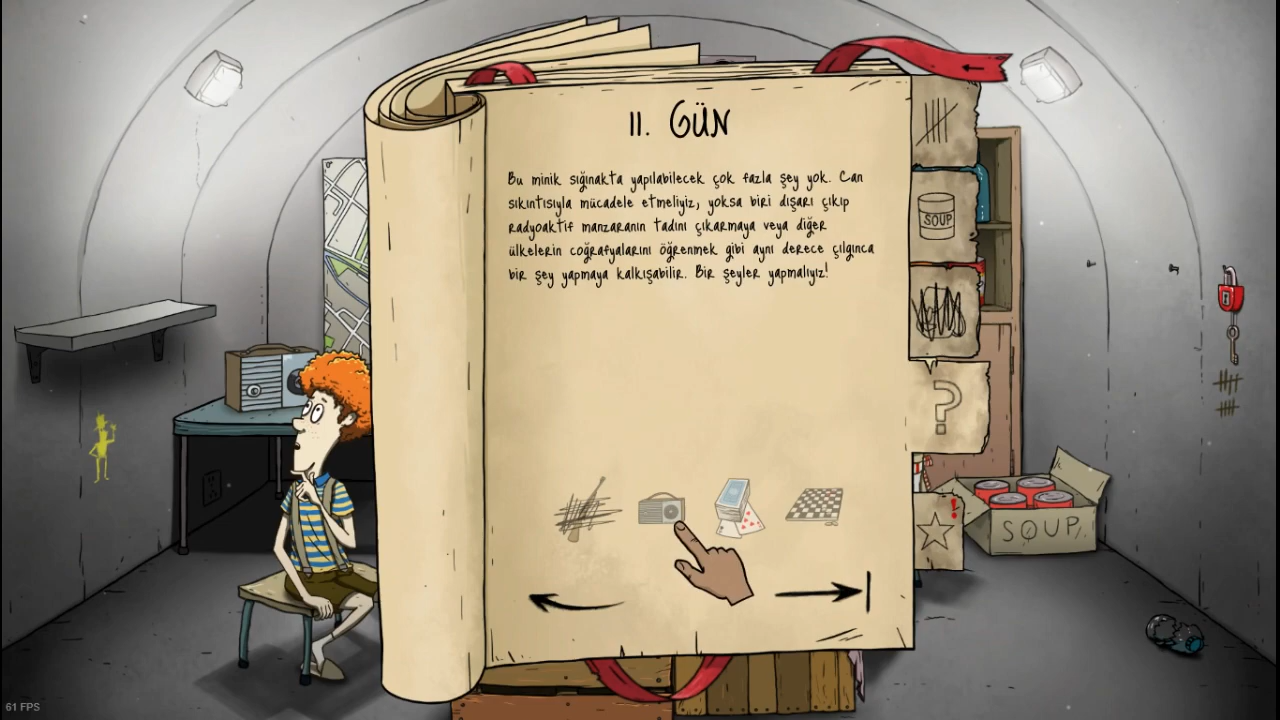 11. GÜN
Bu minik sığınakta yapılabilecek çok fazla şey yok. Can
sıkıntısıyla mücadele etmeliyiz, yoksa biri dışarı çıkıp
radyoaktif manzaranın tadını çıkarmaya veya diğer
ülkelerin coğrafyalarını öğrenmek gibi aynı derece çılgınca
bir şey yapmaya kalkışabilir. Bir şeyler yapmalıyız!
SOUP
?
!
SOUP
61 FPS